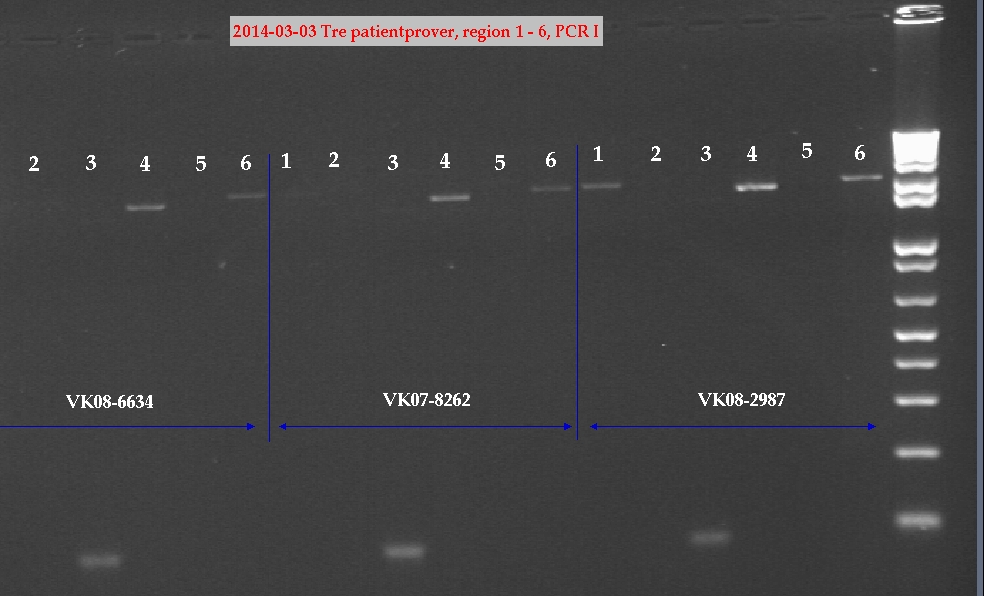 2014-03-03 Tre patientprover, region 1 - 6, PCR I
2 3 4 5 6 1 2 3 4 5 6 1 2 3 4 5 6
VK08-6634 VK07-8262 VK08-2987